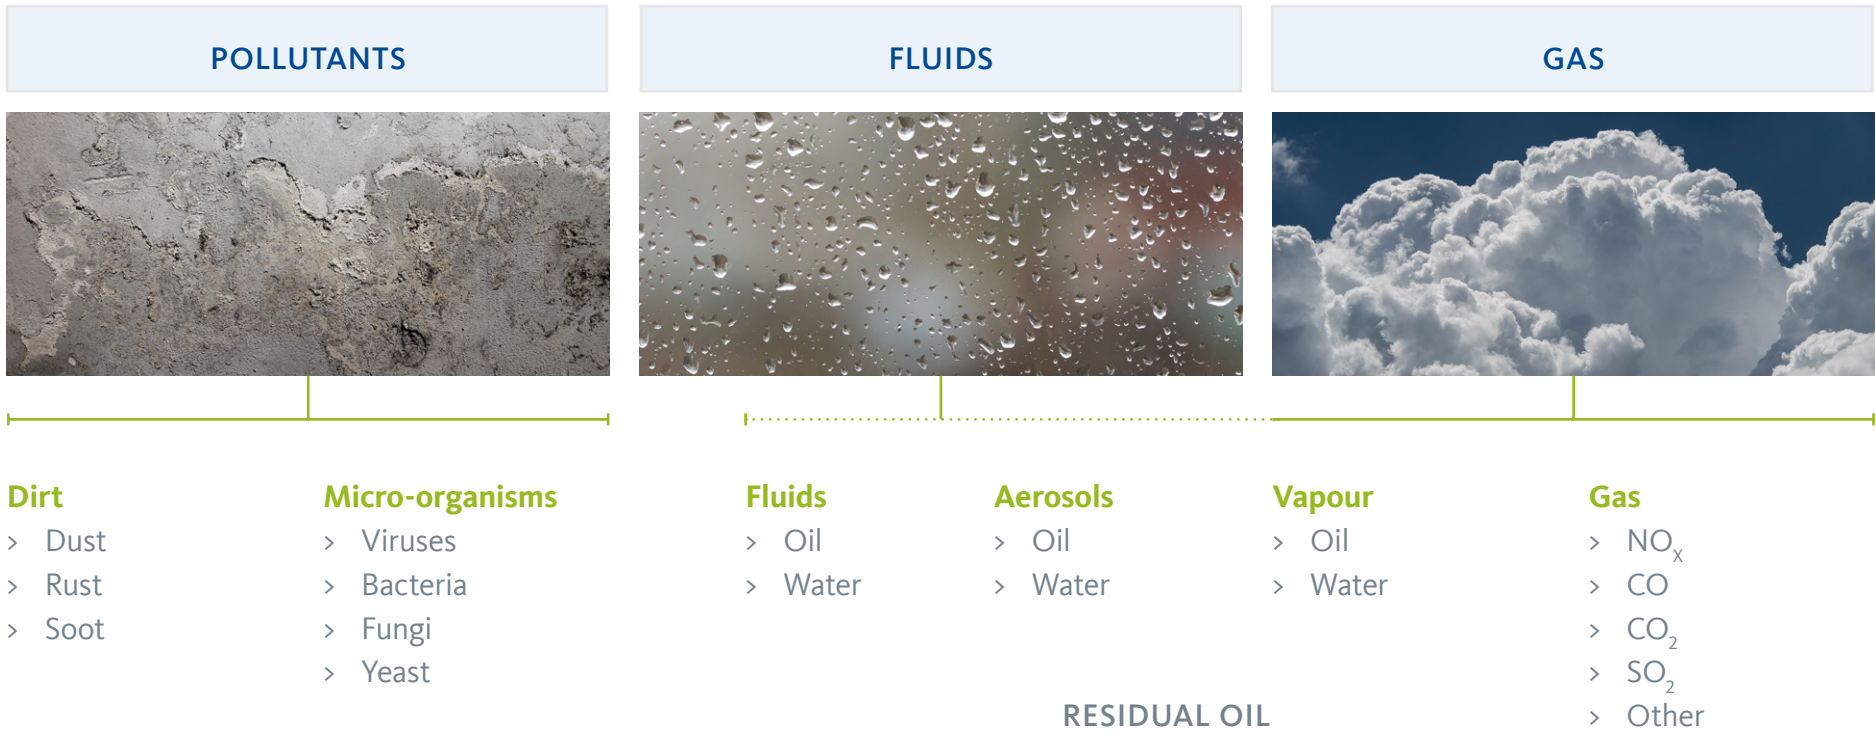 POLLUTANTS
FLUIDS
GAS
Dirt
> Dust
> Rust
> Soot
Micro-organisms
> Viruses
> Bacteria
> Fungi
> Yeast
Fluids
> Oil
> Water
Aerosols
> Oil
> Water
Vapour
> Oil
> Water
Gas
> NOₓ
> CO
> CO₂
> SO₂
> Other
RESIDUAL OIL